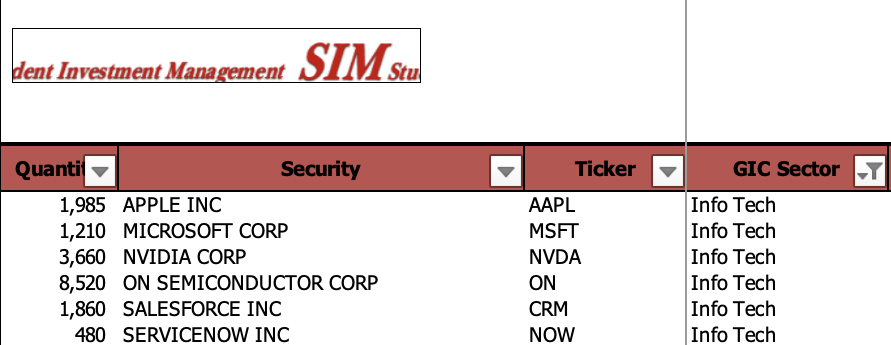 dent Investment Management SIM Stu
Quantit Security Ticker GIC Sector
1,985 APPLE INC AAPL Info Tech
1,210 MICROSOFT CORP MSFT Info Tech
3,660 NVIDIA CORP NVDA Info Tech
8,520 ON SEMICONDUCTOR CORP ON Info Tech
1,860 SALESFORCE INC CRM Info Tech
480 SERVICENOW INC NOW Info Tech